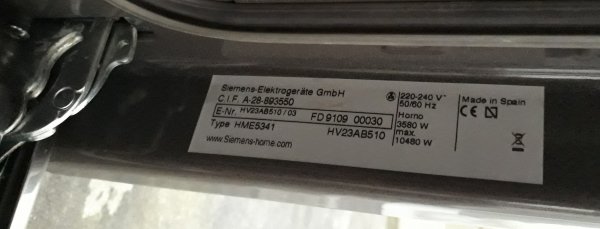 Siemens-Elektrogeräte GmbH
C.I.F. A-28-893550
E-Nr. HV23AB510 / 03 FD 9109 00030
Type HME5341 HV23AB510
www.Siemens-home.com
220-240 V~
50/60 Hz
Horno
3580 W
max.
10480 W
Made in Spain
CE